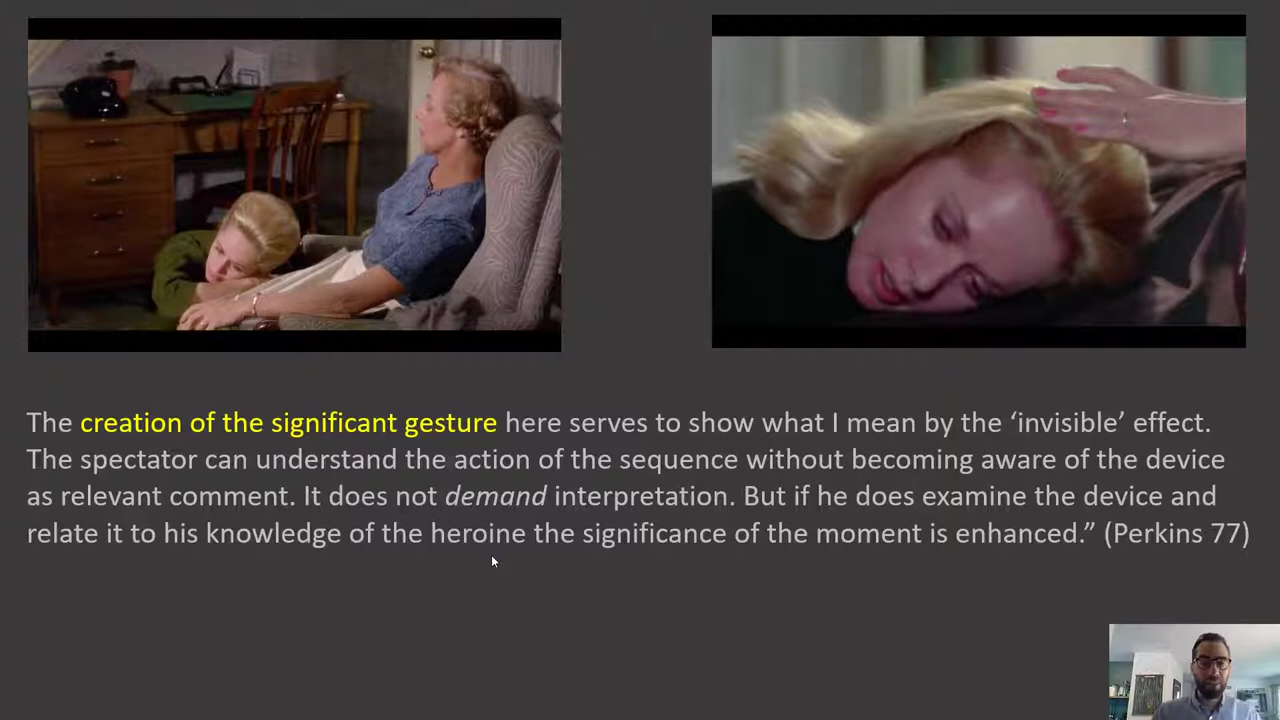 The creation of the significant gesture here serves to show what I mean by the ‘invisible’ effect.
The spectator can understand the action of the sequence without becoming aware of the device
as relevant comment. It does not demand interpretation. But if he does examine the device and
relate it to his knowledge of the heroine the significance of the moment is enhanced.” (Perkins 77)